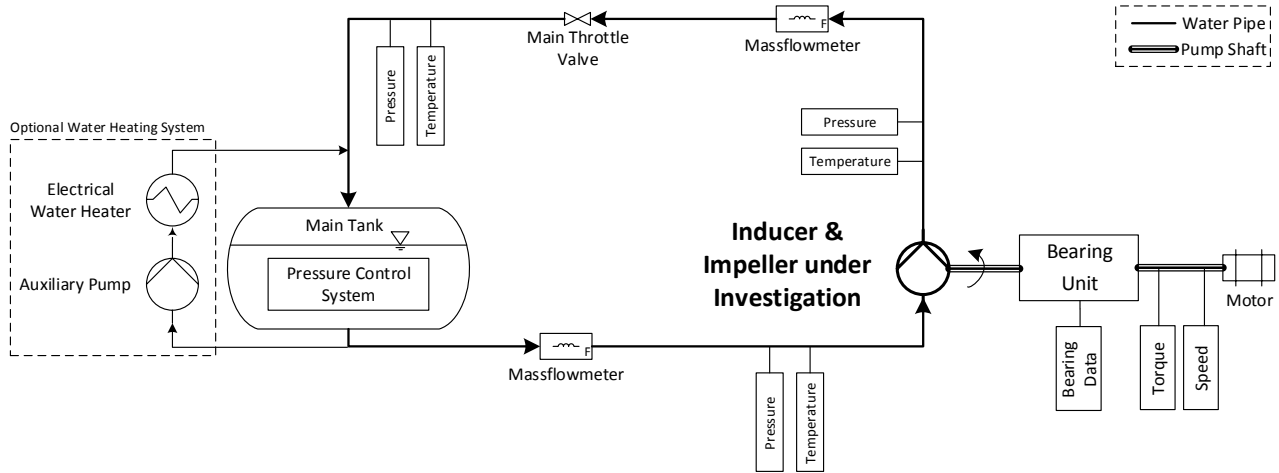 Water Pipe
Pump Shaft
Main Throttle
Valve
Massflowmeter
F
Pressure
Temperature
Pressure
Temperature
Optional Water Heating System
Electrical
Water Heater
Auxiliary Pump
Main Tank
Pressure Control
System
Inducer &
Impeller under
Investigation
Bearing
Unit
Motor
Massflowmeter
F
Pressure
Temperature
Bearing
Data
Torque
Speed